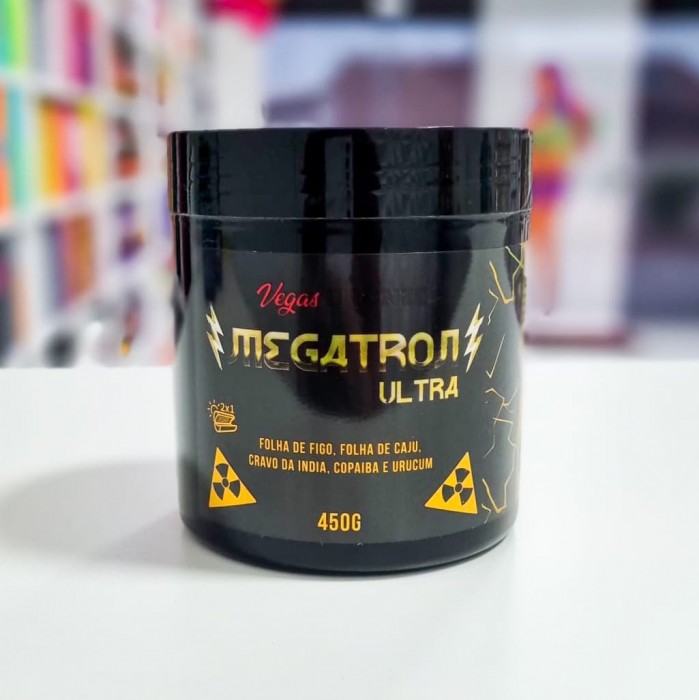 Vegas
MEGATRON
ULTRA
2x1
FOLHA DE FIGO, FOLHA DE CAJU,
CRAVO DA INDIA, COPAIBA E URUCUM
450G